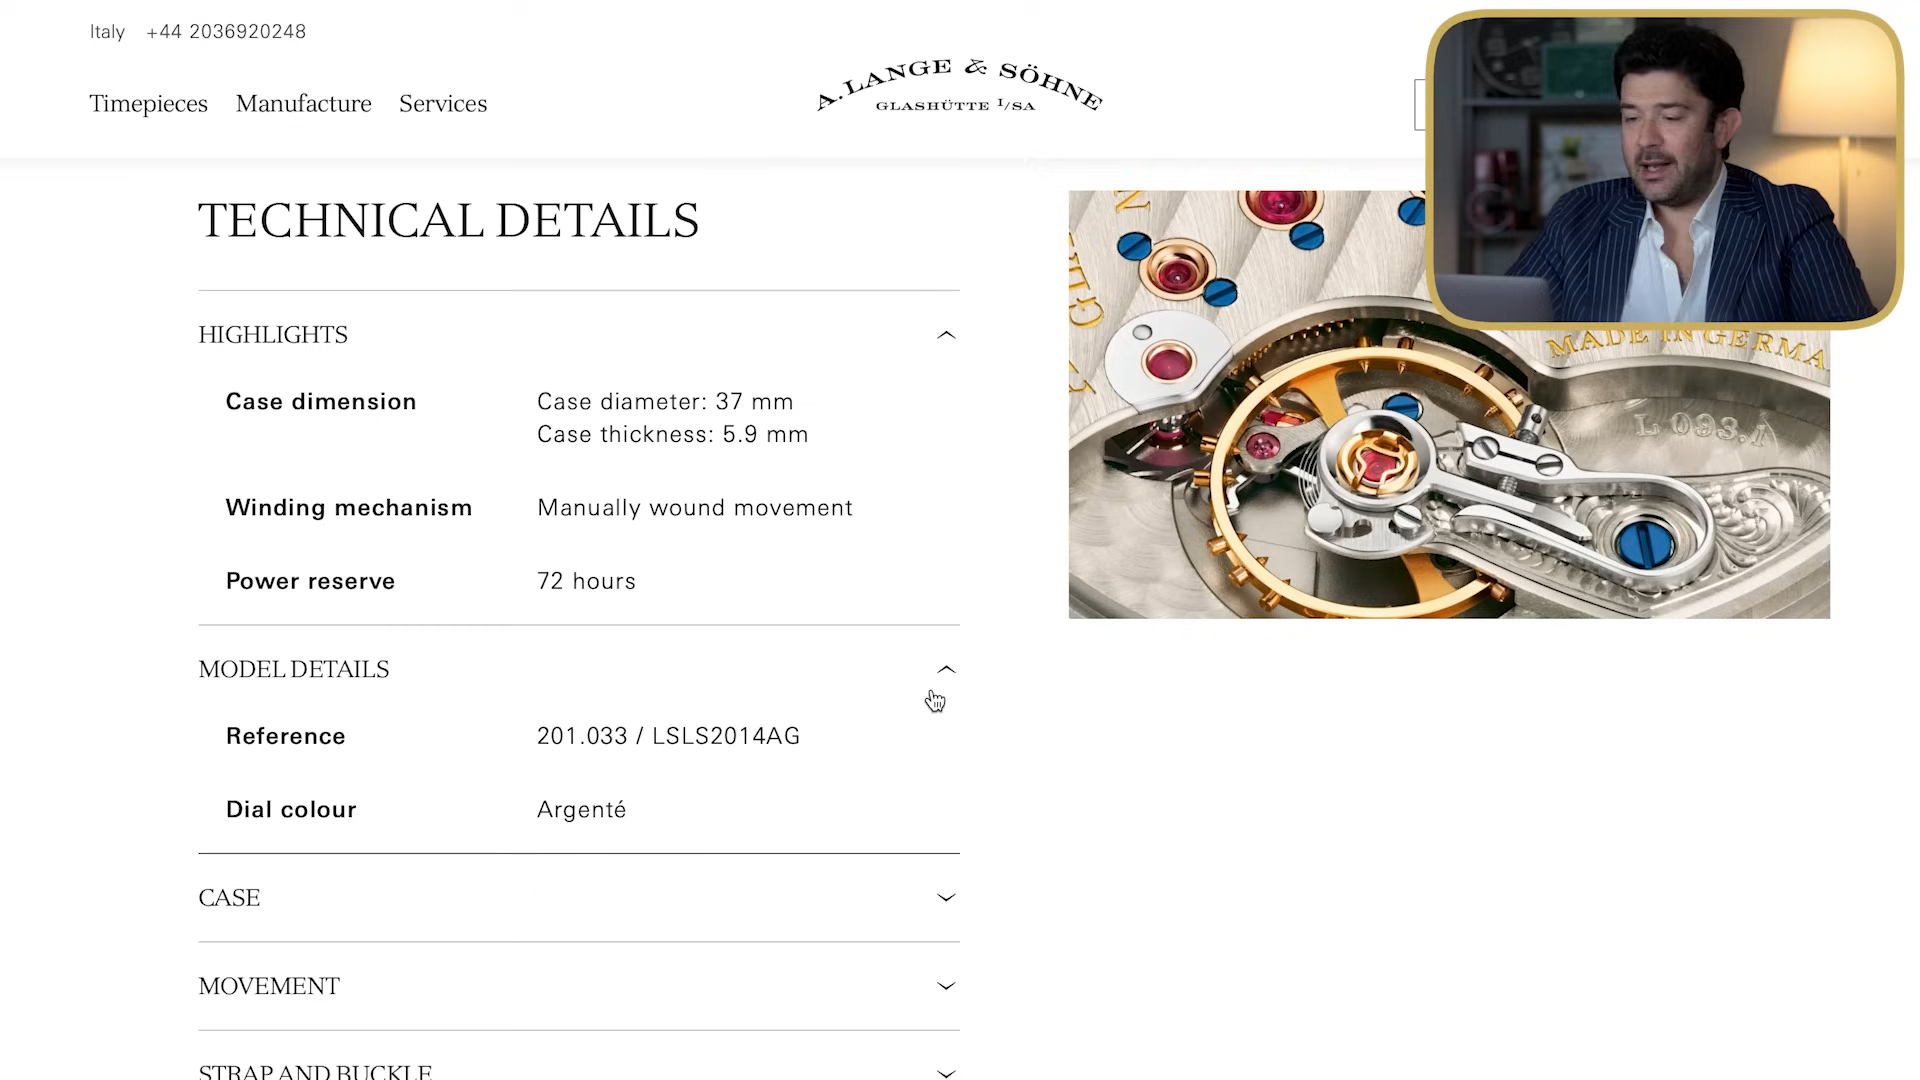 Italy +44 2036920248
A. LANGE & SÖHNE
GLASHÜTTE I/SA
Timepieces Manufacture Services
TECHNICAL DETAILS
HIGHLIGHTS
Case dimension Case diameter: 37 mm
Case thickness: 5.9 mm
Winding mechanism Manually wound movement
Power reserve 72 hours
MODEL DETAILS
Reference 201.033 / LSLS2014AG
Dial colour Argenté
CASE
MOVEMENT
STRAP AND BUCKLE
MADE IN GERMA
L 093.1